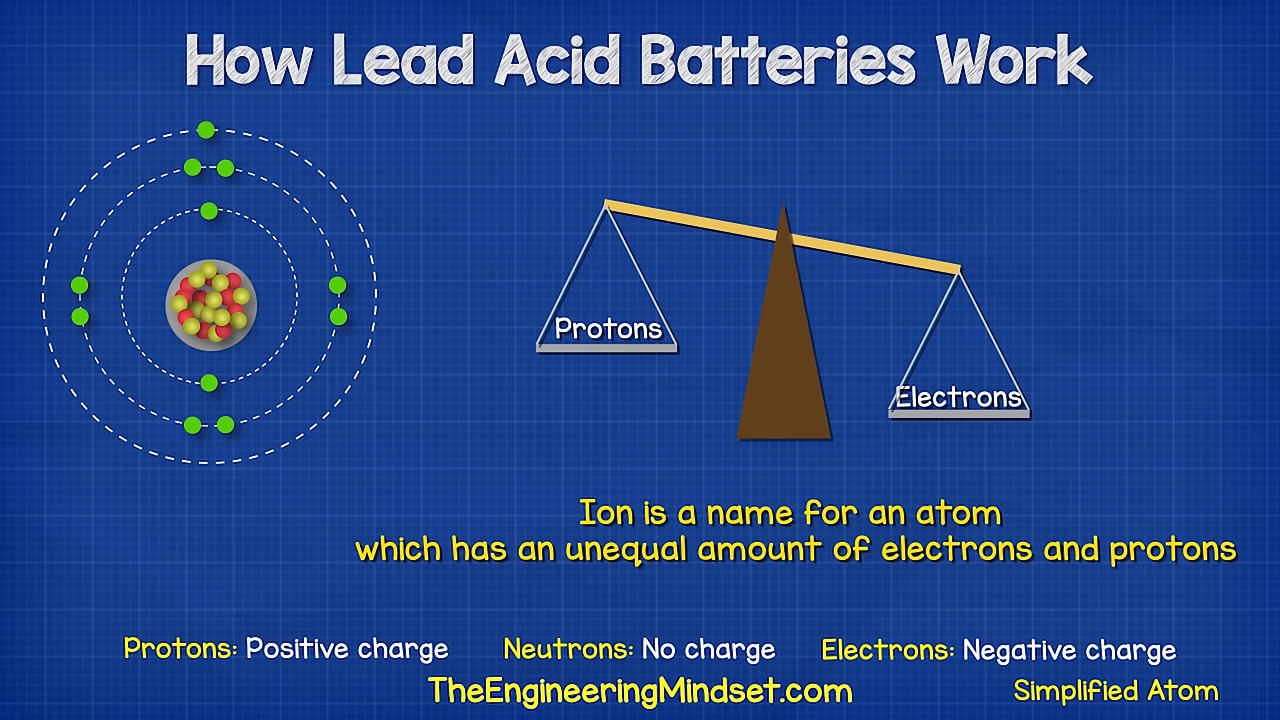 How Lead Acid Batteries Work
Protons
Electrons
Ion is a name for an atom
which has an unequal amount of electrons and protons
Protons: Positive charge
Neutrons: No charge
Electrons: Negative charge
TheEngineeringMindset.com
Simplified Atom